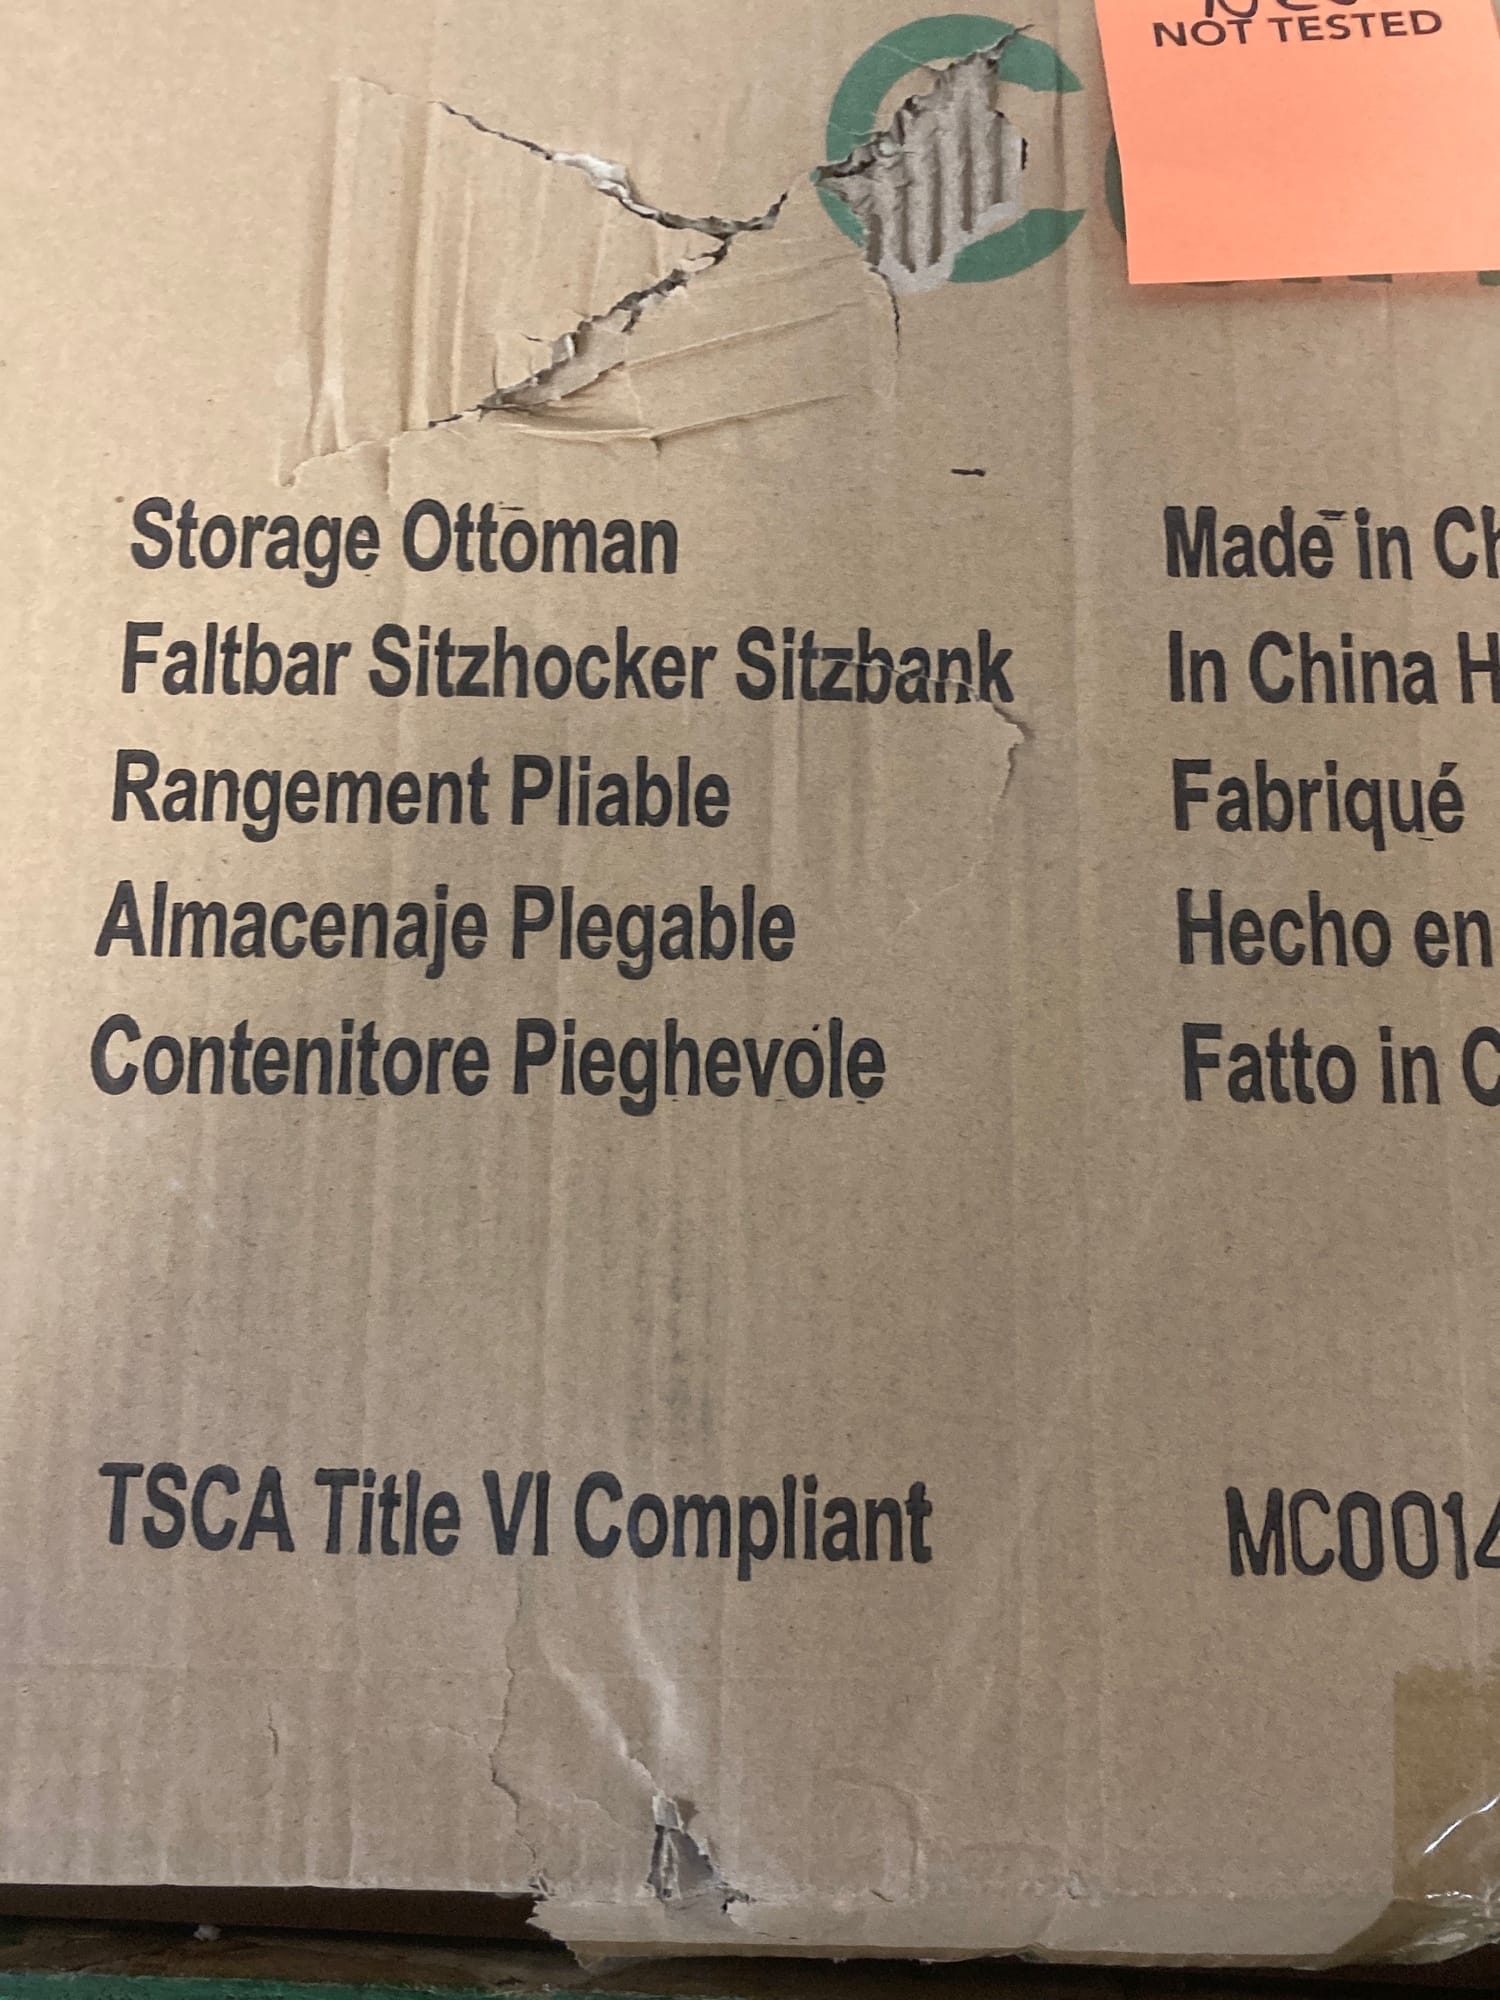 NOT TESTED
Storage Ottoman
Faltbar Sitzhocker Sitzbank
Rangement Pliable
Almacenaje Plegable
Contenitore Pieghevole
Made in
In China
Fabriqué
Hecho en
Fatto in
TSCA Title VI Compliant
MC0014